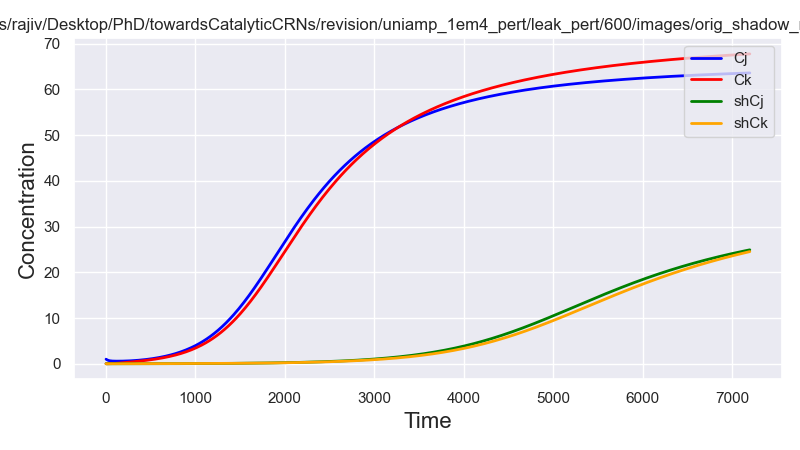 s/rajiv/Desktop/PhD/towardsCatalyticCRNs/revision/uniamp_1em4_pert/leak_pert/600/images/orig_shadow_
70
60
50
40
30
20
10
0
Concentration
Cj
Ck
shCj
shCk
0 1000 2000 3000 4000 5000 6000 7000
Time